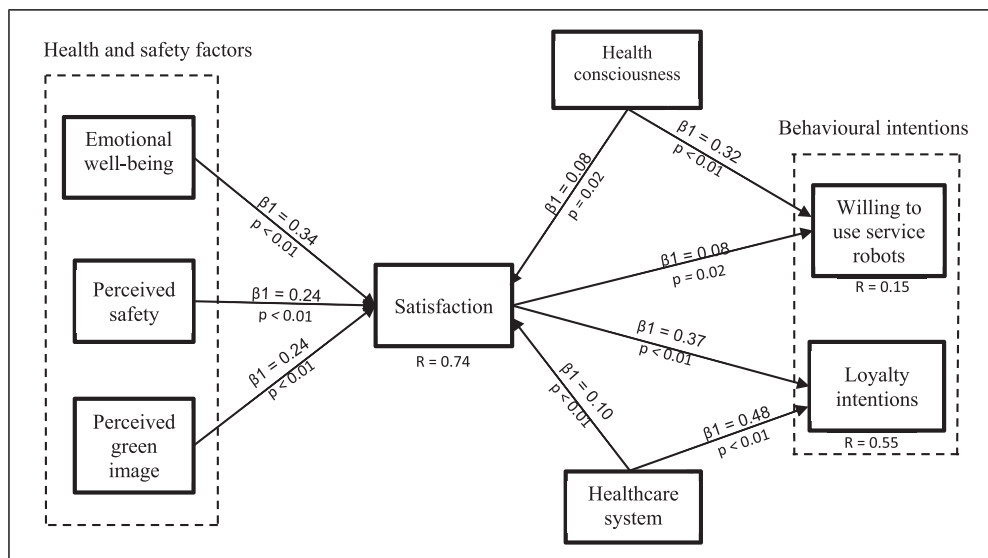 Health and safety factors
Emotional
well-being
Perceived
safety
Perceived
green
image
β1 = 0.34
p < 0.01
β1 = 0.24
p < 0.01
β1 = 0.24
p < 0.01
Satisfaction
R = 0.74
Health
consciousness
β1 = 0.08
p = 0.02
β1 = 0.32
p < 0.01
β1 = 0.08
p = 0.02
β1 = 0.37
p < 0.01
β1 = 0.10
p < 0.01
β1 = 0.48
p < 0.01
Healthcare
system
Behavioural intentions
Willing to
use service
robots
R = 0.15
Loyalty
intentions
R = 0.55